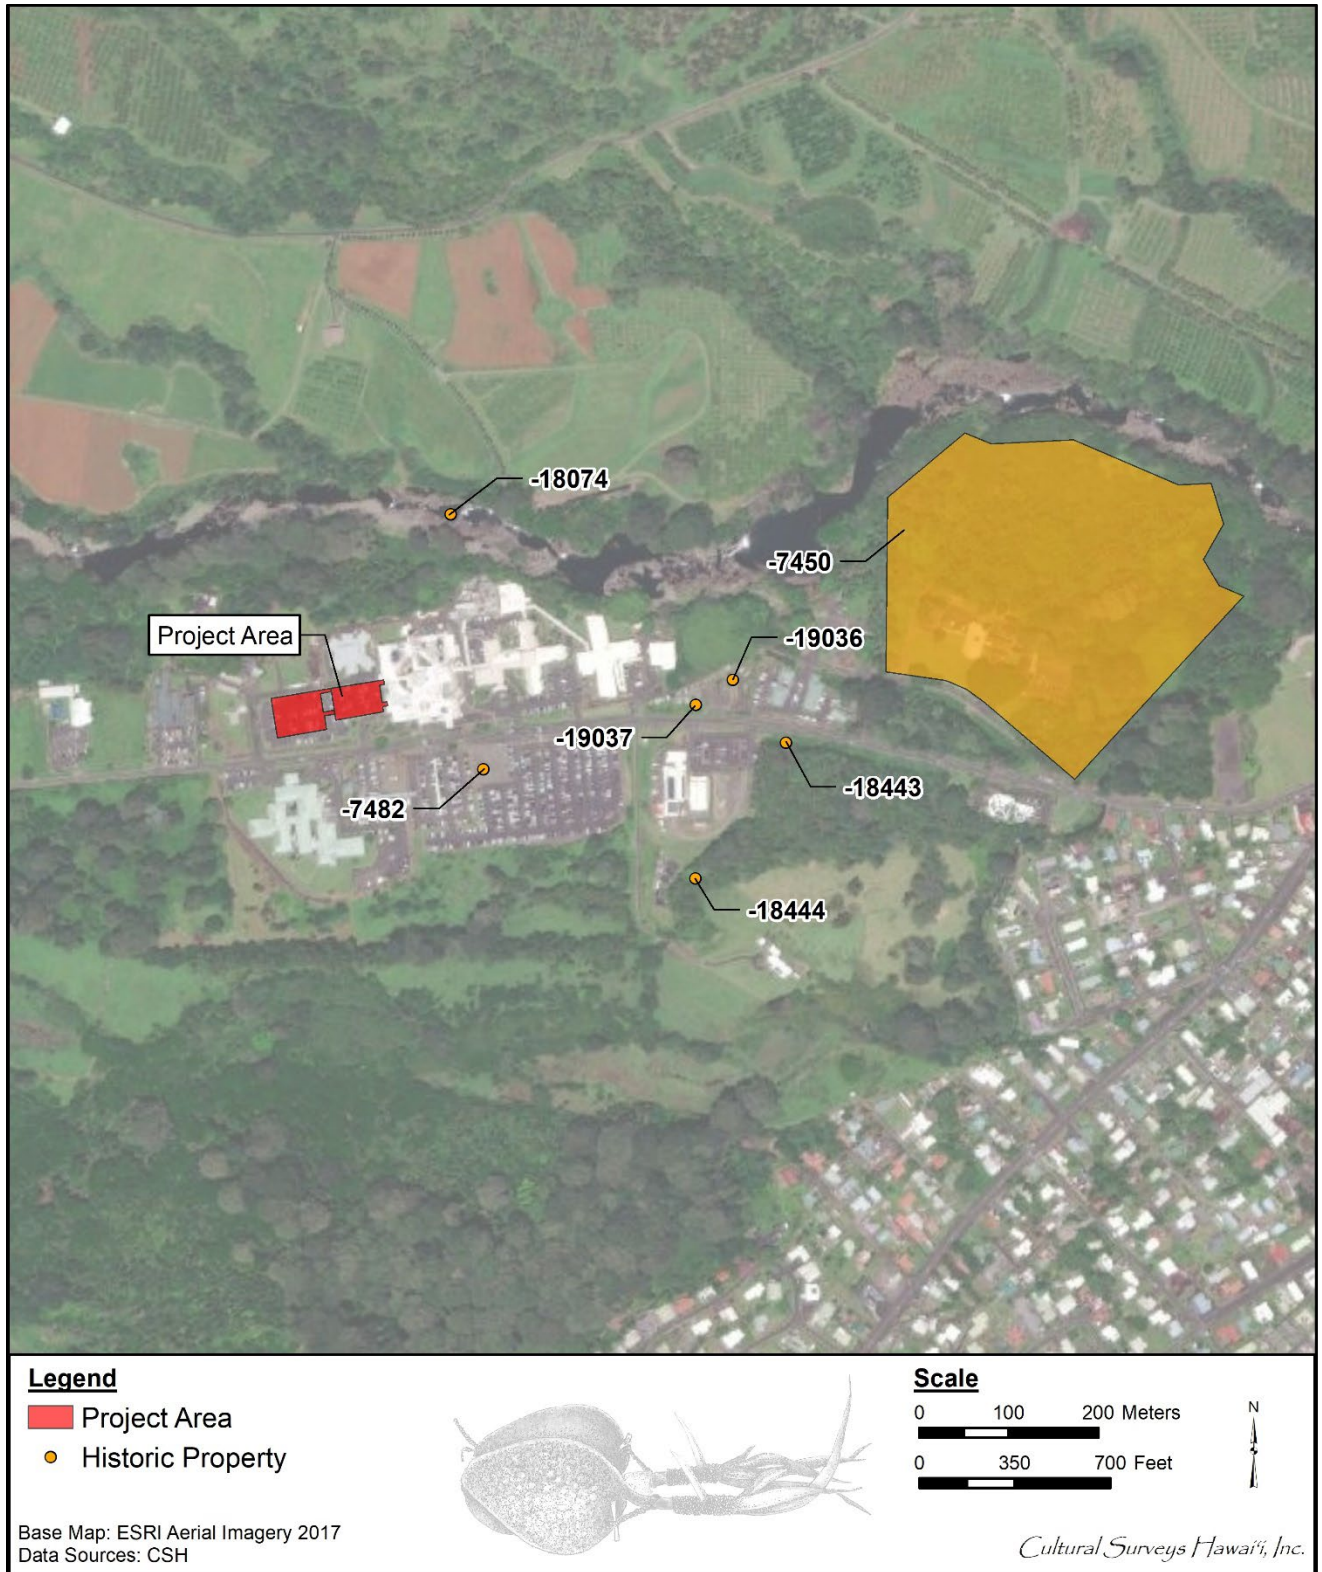 -18074
-7450
Project Area
-19036
-19037
-18443
-7482
-18444
Legend
Project Area
Historic Property
Base Map: ESRI Aerial Imagery 2017
Data Sources: CSH
Scale
0 100 200 Meters
0 350 700 Feet
N
Cultural Surveys Hawaiʻi, Inc.